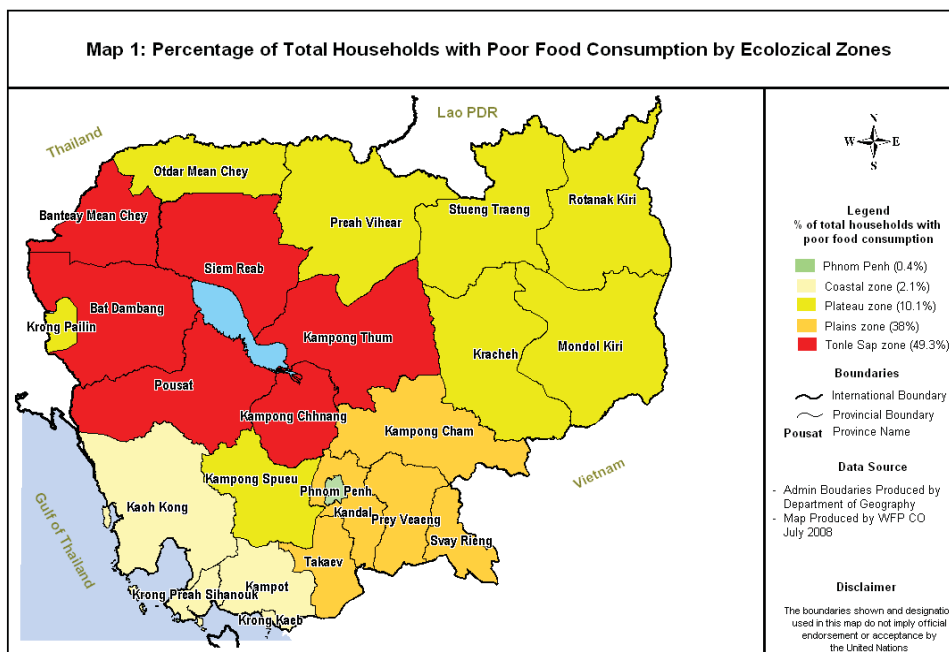 Map 1: Percentage of Total Households with Poor Food Consumption by Ecolozical Zones
Lao PDR
Thailand
Otdar Mean Chey
Rotanak Kiri
Stueng Traeng
Banteay Mean Chey
Preah Vihear
Siem Reab
Bat Dambang
Krong Pailin
Kampong Thum
Kracheh
Mondol Kiri
Pousat
Kampong Chhnang
Kampong Cham
Vietnam
Kampong Spueu
Phnom Penh
Kaoh Kong
Kandal
Prey Veaeng
Gulf of Thailand
Svay Rieng
Takaev
Kampot
Krong Preah Sihanouk
Krong Kaeb
N
W E
S
Legend
% of total households with
poor food consumption
Phnom Penh (0.4%)
Coastal zone (2.1%)
Plateau zone (10.1%)
Plains zone (38%)
Tonle Sap zone (49.3%)
Boundaries
International Boundary
Provincial Boundary
Pousat Province Name
Data Source
- Admin Boudaries Produced by
Department of Geography
- Map Produced by WFP CO
July 2008
Disclaimer
The boundaries shown and designatio
used in this map do not imply official
endorsement or acceptance by
the United Nations